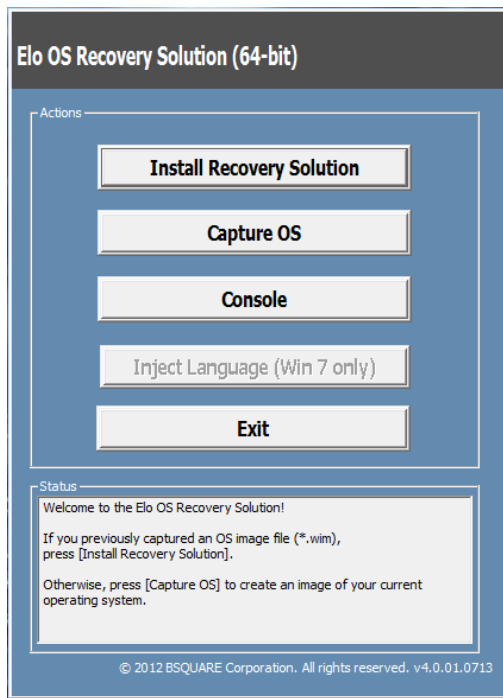 Elo OS Recovery Solution (64-bit)
Actions
Install Recovery Solution
Capture OS
Console
Inject Language (Win 7 only)
Exit
Status
Welcome to the Elo OS Recovery Solution!
If you previously captured an OS image file (*.wim),
press [Install Recovery Solution].
Otherwise, press [Capture OS] to create an image of your current
operating system.
© 2012 BSQUARE Corporation. All rights reserved. v4.0.01.0713